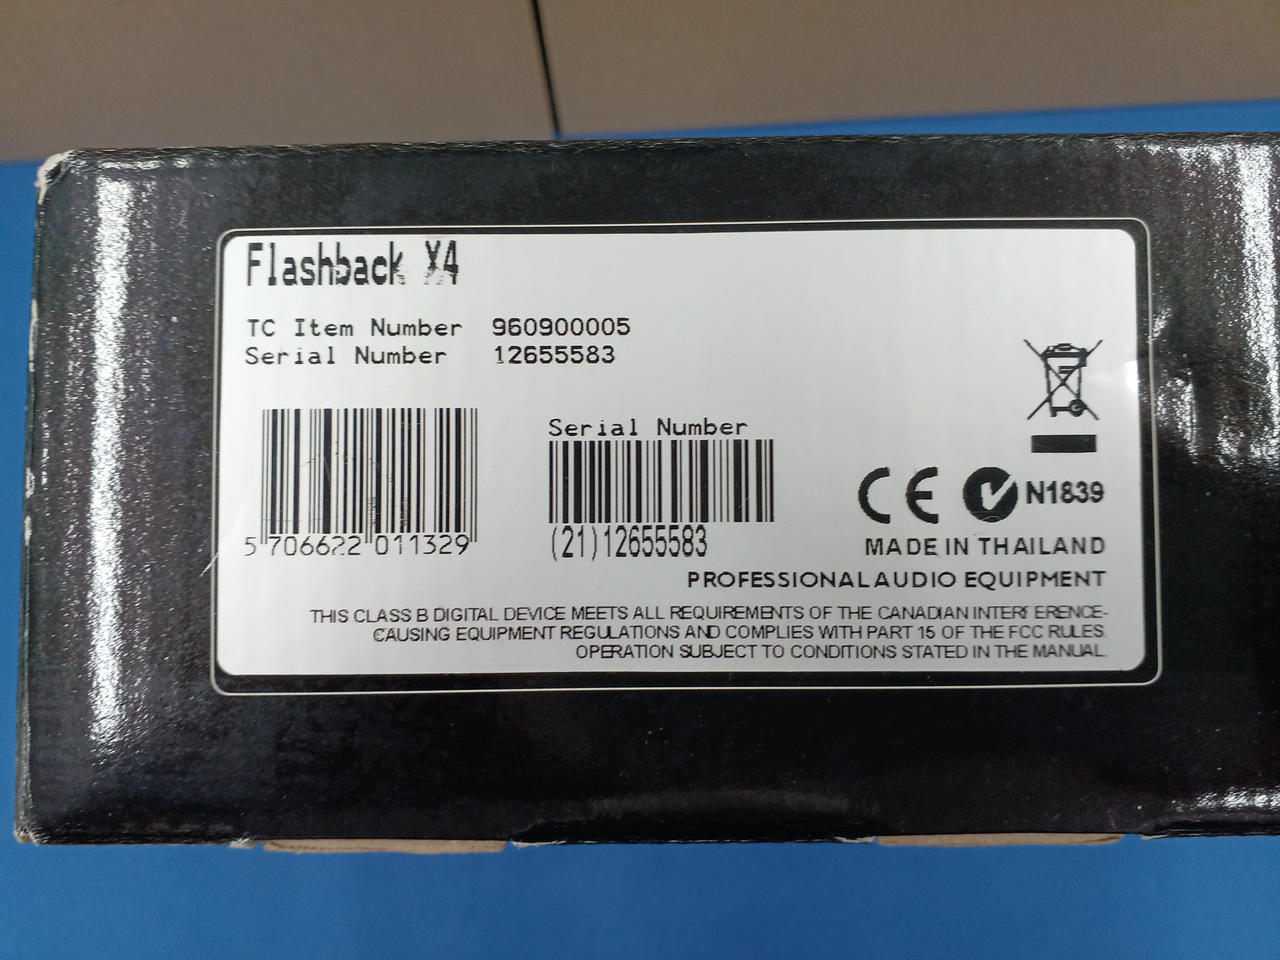 Flashback X4
TC Item Number 960900005
Serial Number 12655583
5 706622 011329
Serial Number
(21)12655583
CE N1839
MADE IN THAILAND
PROFESSIONAL AUDIO EQUIPMENT
THIS CLASS B DIGITAL DEVICE MEETS ALL REQUIREMENTS OF THE CANADIAN INTERFERENCE-
CAUSING EQUIPMENT REGULATIONS AND COMPLIES WITH PART 15 OF THE FCC RULES.
OPERATION SUBJECT TO CONDITIONS STATED IN THE MANUAL.